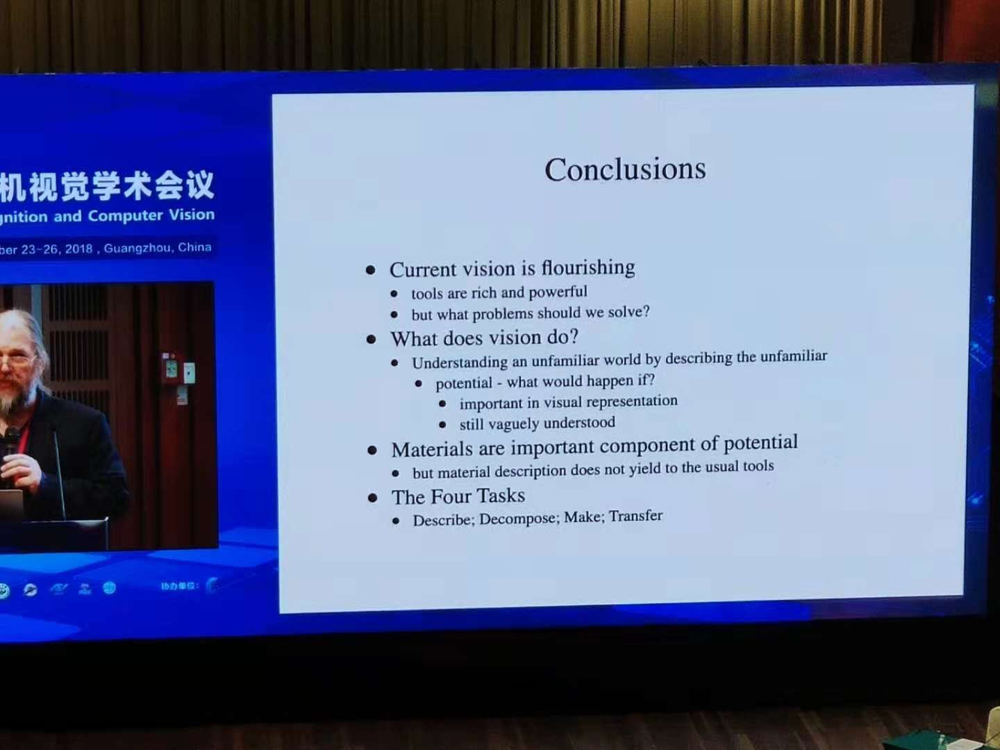 机视觉学术会议
gnition and Computer Vision
ber 23-26, 2018 , Guangzhou, China
协办单位:
Conclusions
● Current vision is flourishing
● tools are rich and powerful
● but what problems should we solve?
● What does vision do?
● Understanding an unfamiliar world by describing the unfamiliar
● potential - what would happen if?
● important in visual representation
● still vaguely understood
● Materials are important component of potential
● but material description does not yield to the usual tools
● The Four Tasks
● Describe; Decompose; Make; Transfer